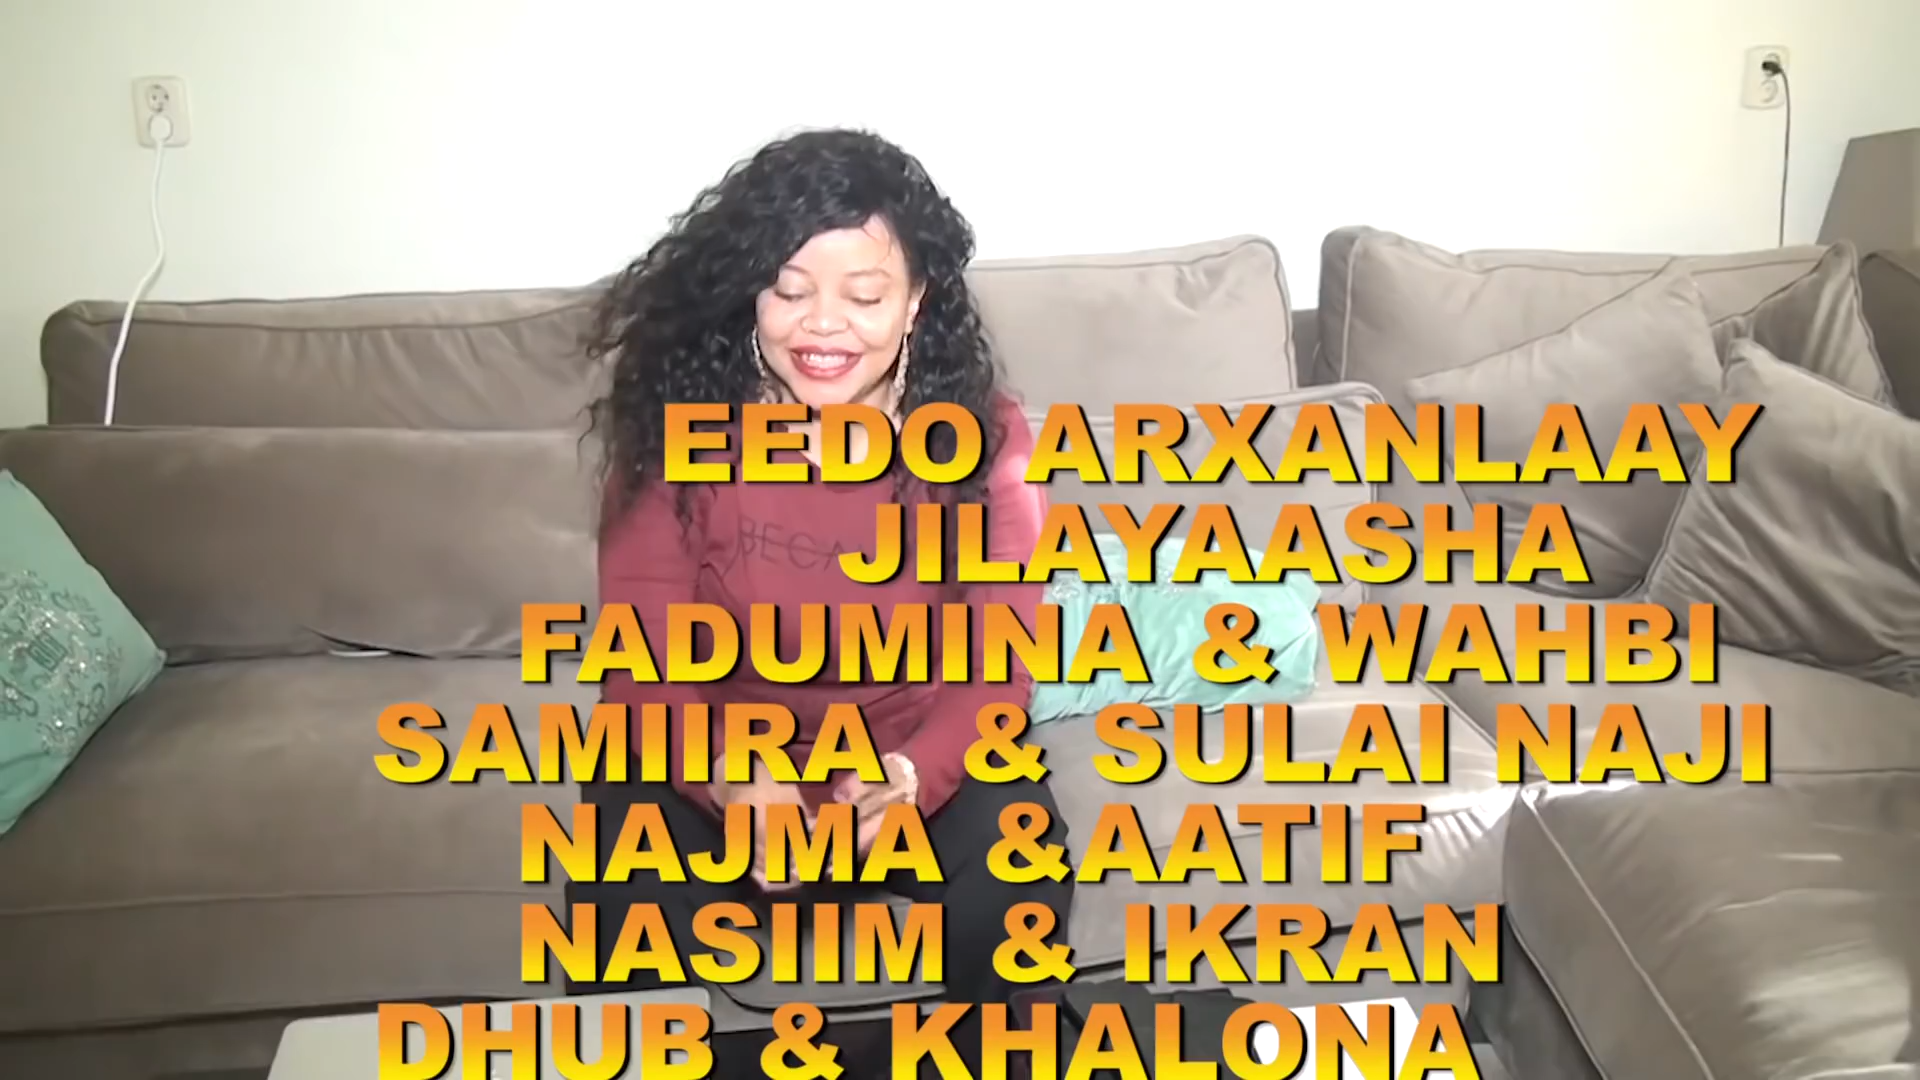 EEDO ARXANLAAY
JILAYAASHA
FADUMINA & WAHBI
SAMIIRA & SULAI NAJI
NAJMA &AATIF
NASIIM & IKRAN
DHUB & KHALONA